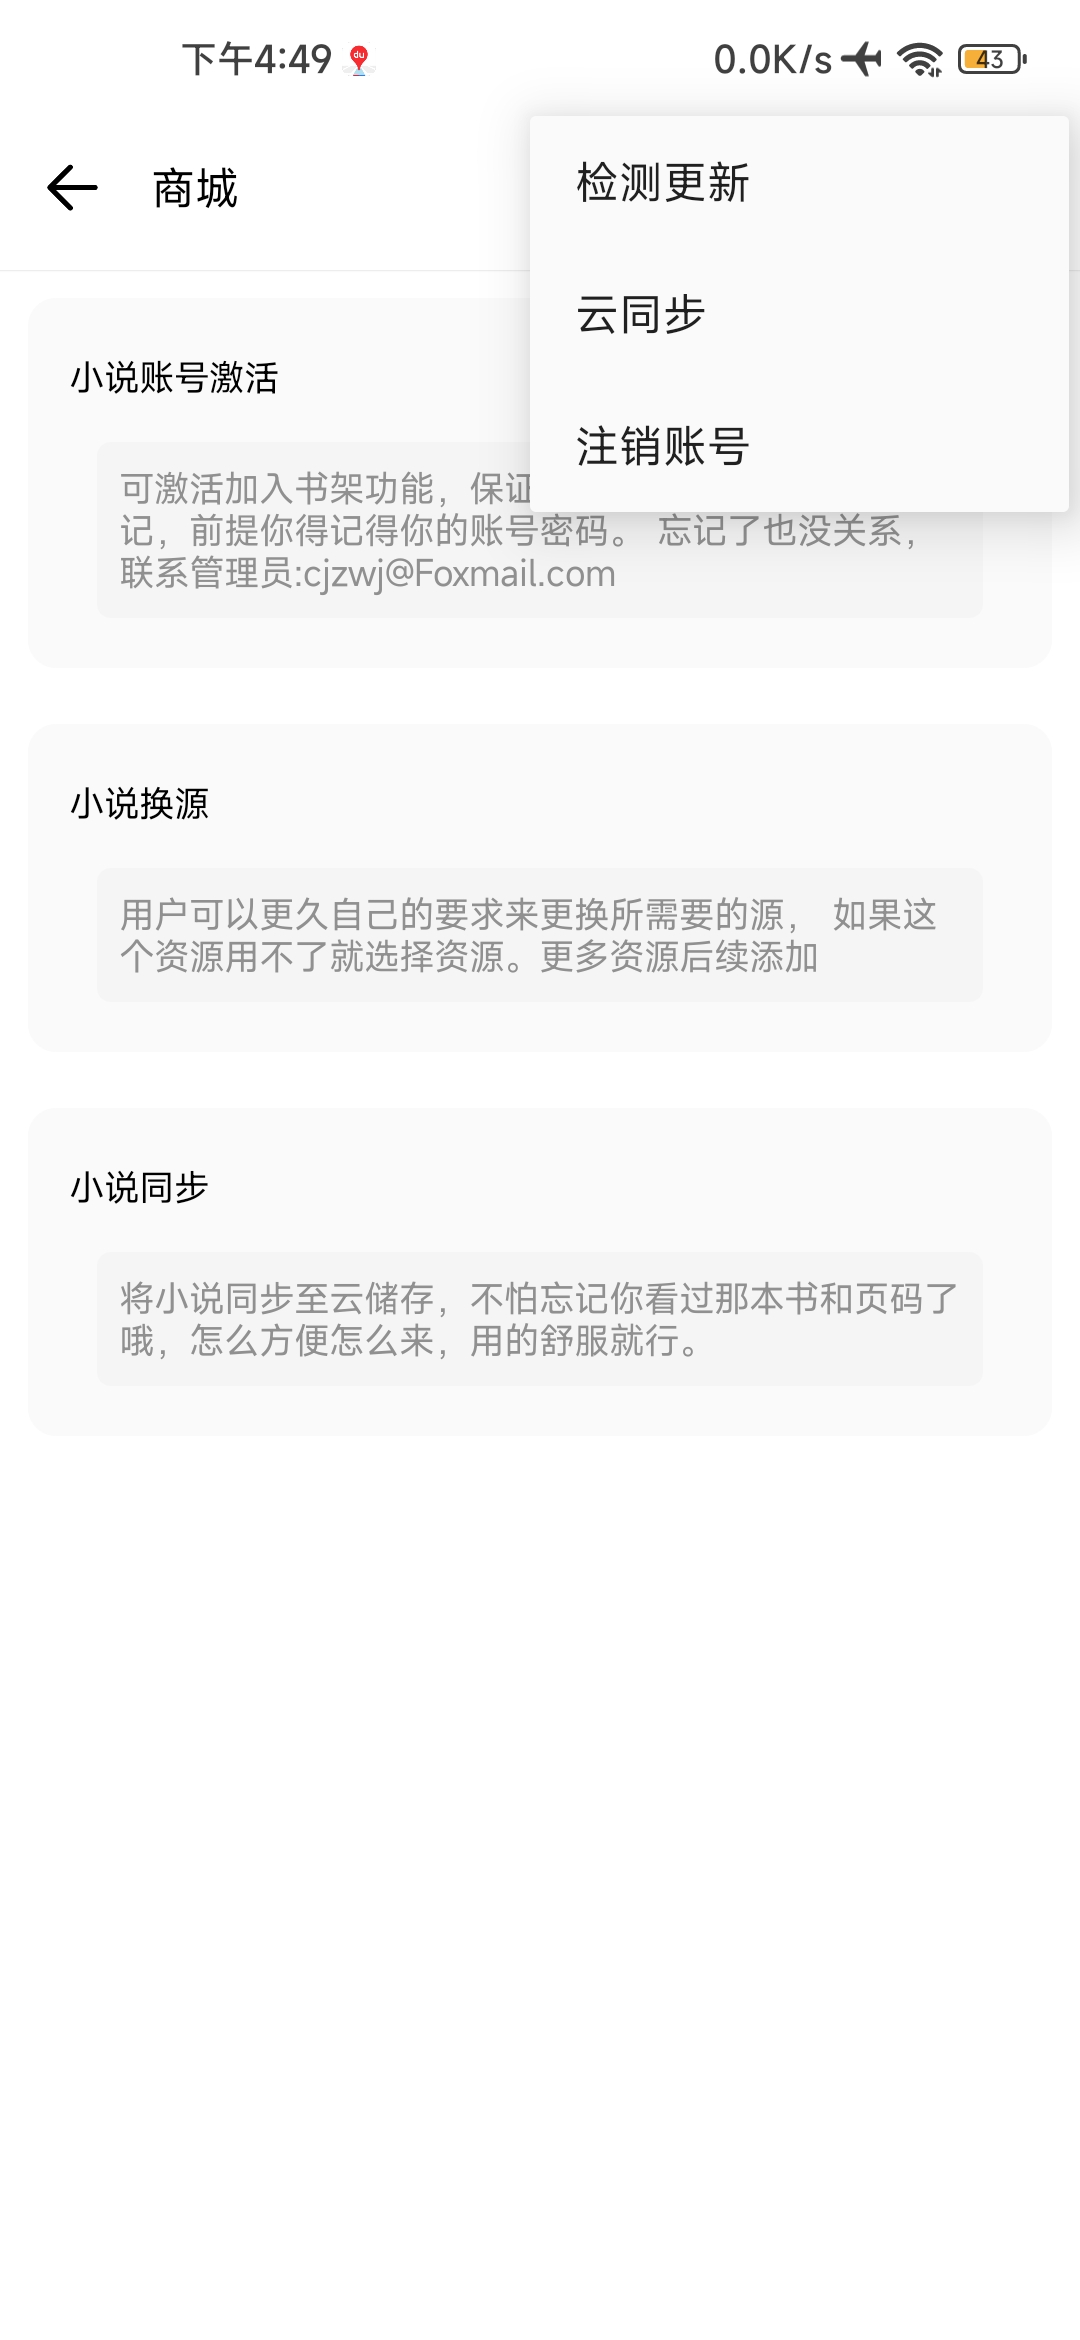 下午4:49
du
0.0K/s
43
商城
检测更新
云同步
注销账号
小说账号激活
可激活加入书架功能，保证
记，前提你得记得你的账号密码。 忘记了也没关系，
联系管理员:cjzwj@Foxmail.com
小说换源
用户可以更久自己的要求来更换所需要的源， 如果这
个资源用不了就选择资源。更多资源后续添加
小说同步
将小说同步至云储存，不怕忘记你看过那本书和页码了
哦，怎么方便怎么来，用的舒服就行。